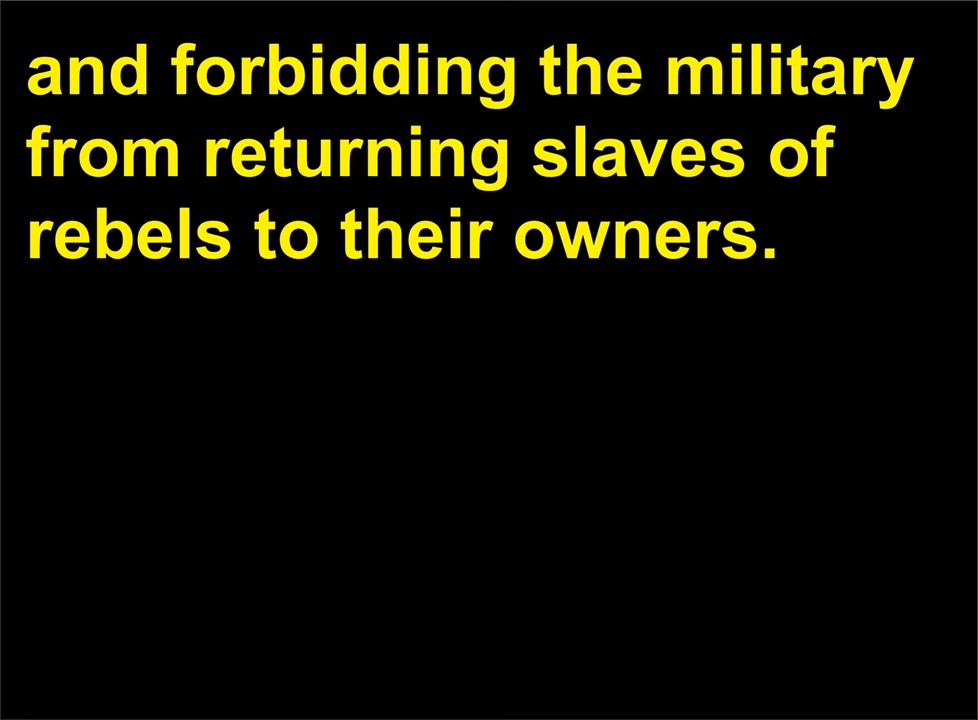 and forbidding the military
from returning slaves of
rebels to their owners.